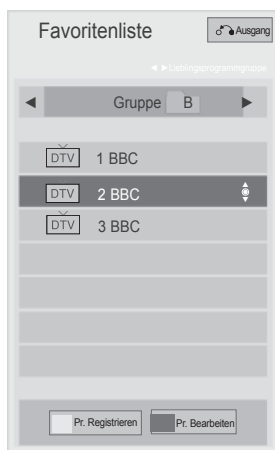 Favoritenliste
Ausgang
◄ ► Lieblingsprogrammgruppe
◄ Gruppe B ►
DTV 1 BBC
DTV 2 BBC
DTV 3 BBC
Pr. Registrieren Pr. Bearbeiten